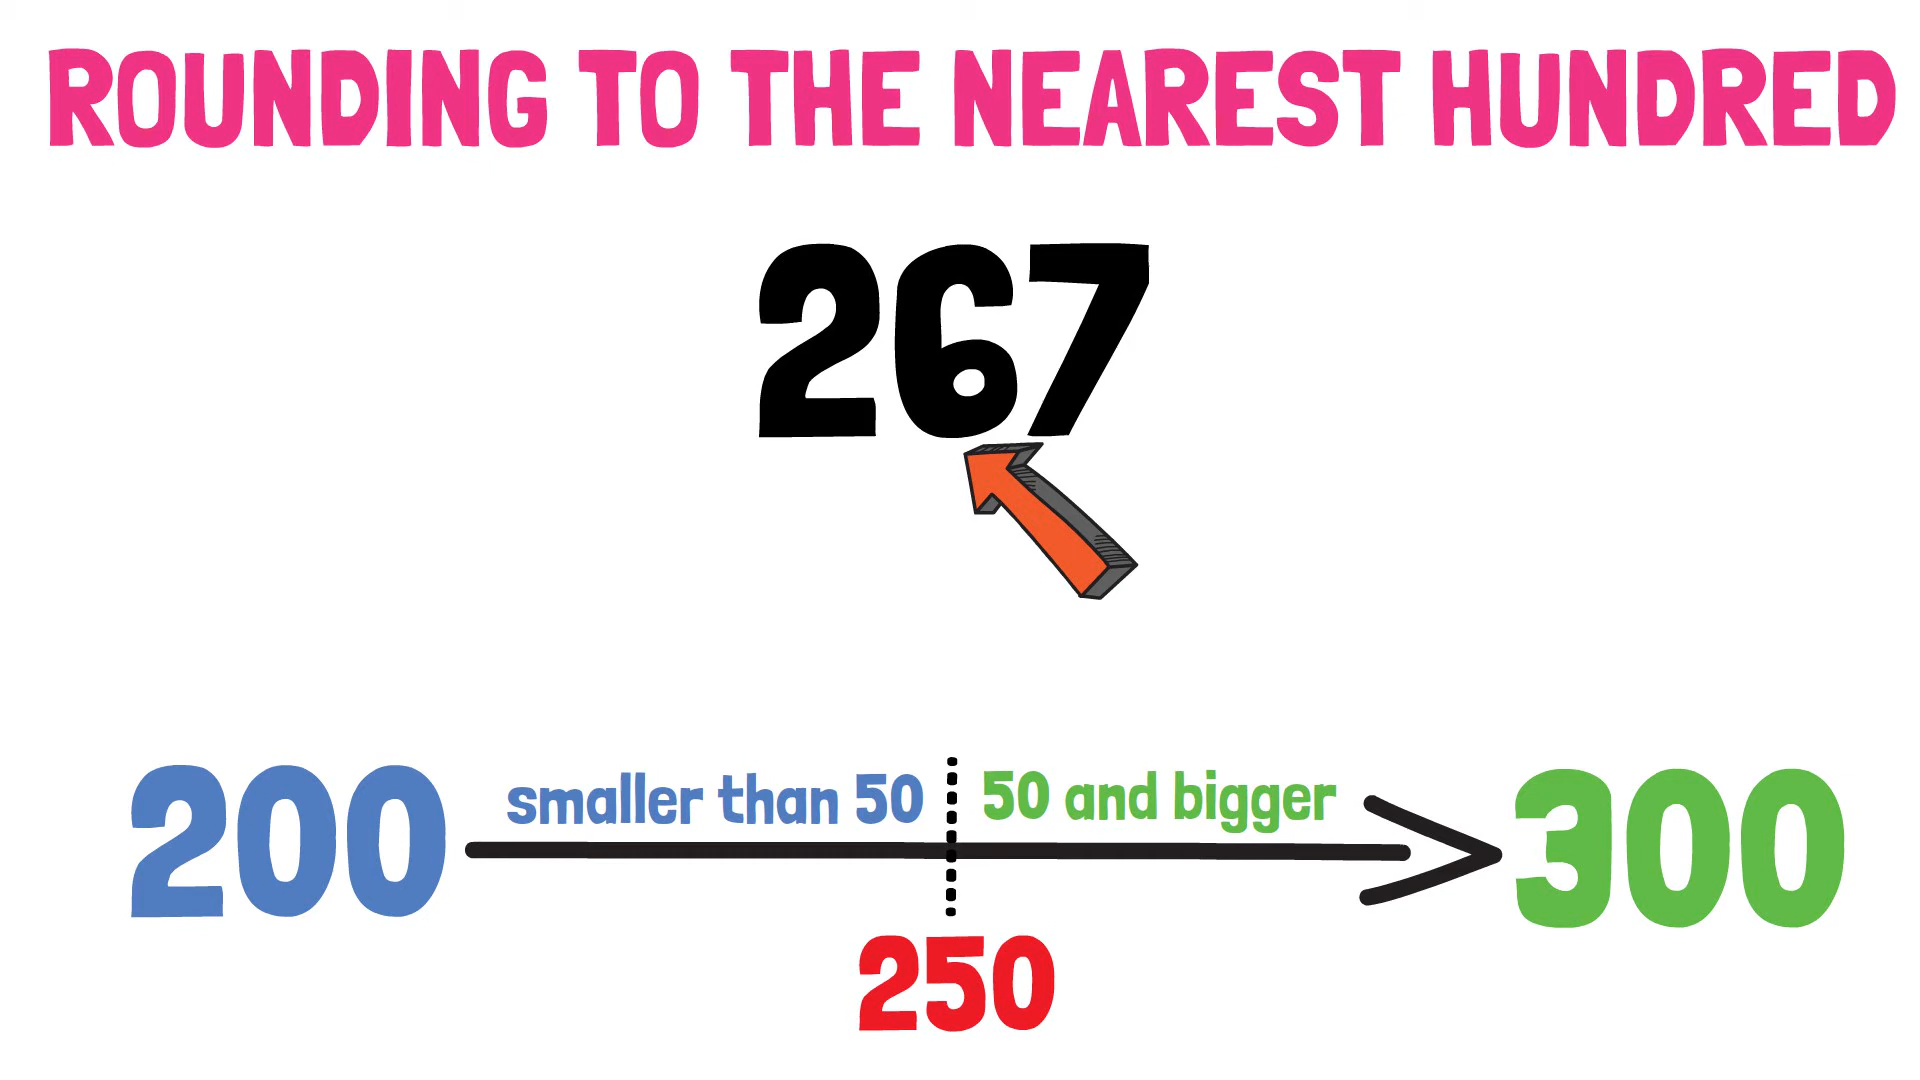 ROUNDING TO THE NEAREST HUNDRED
267
200 smaller than 50 50 and bigger 300
250